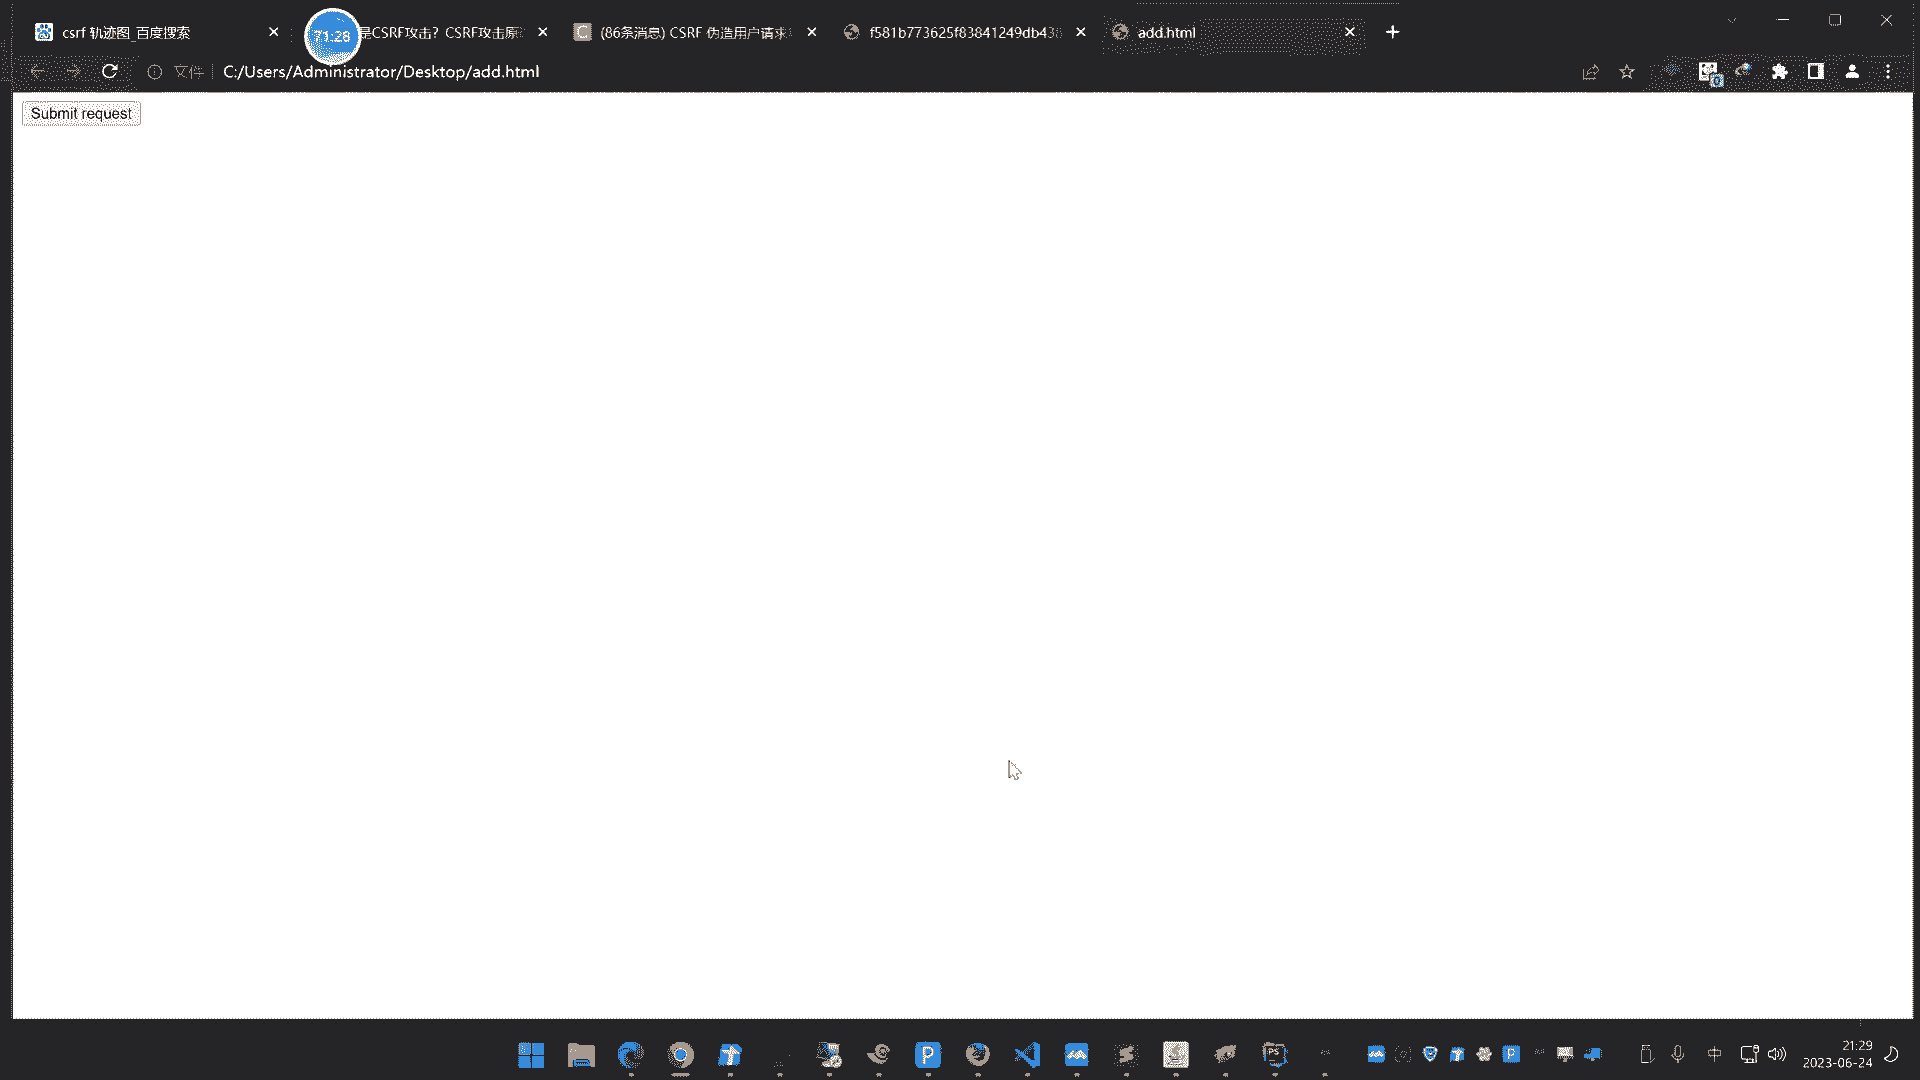 csrf 轨迹图_百度搜索
71:28
是CSRF攻击？CSRF攻击原
(86条消息) CSRF 伪造用户请求
f581b773625f83841249db43
add.html
文件
C:/Users/Administrator/Desktop/add.html
Submit request
中
21:29
2023-06-24